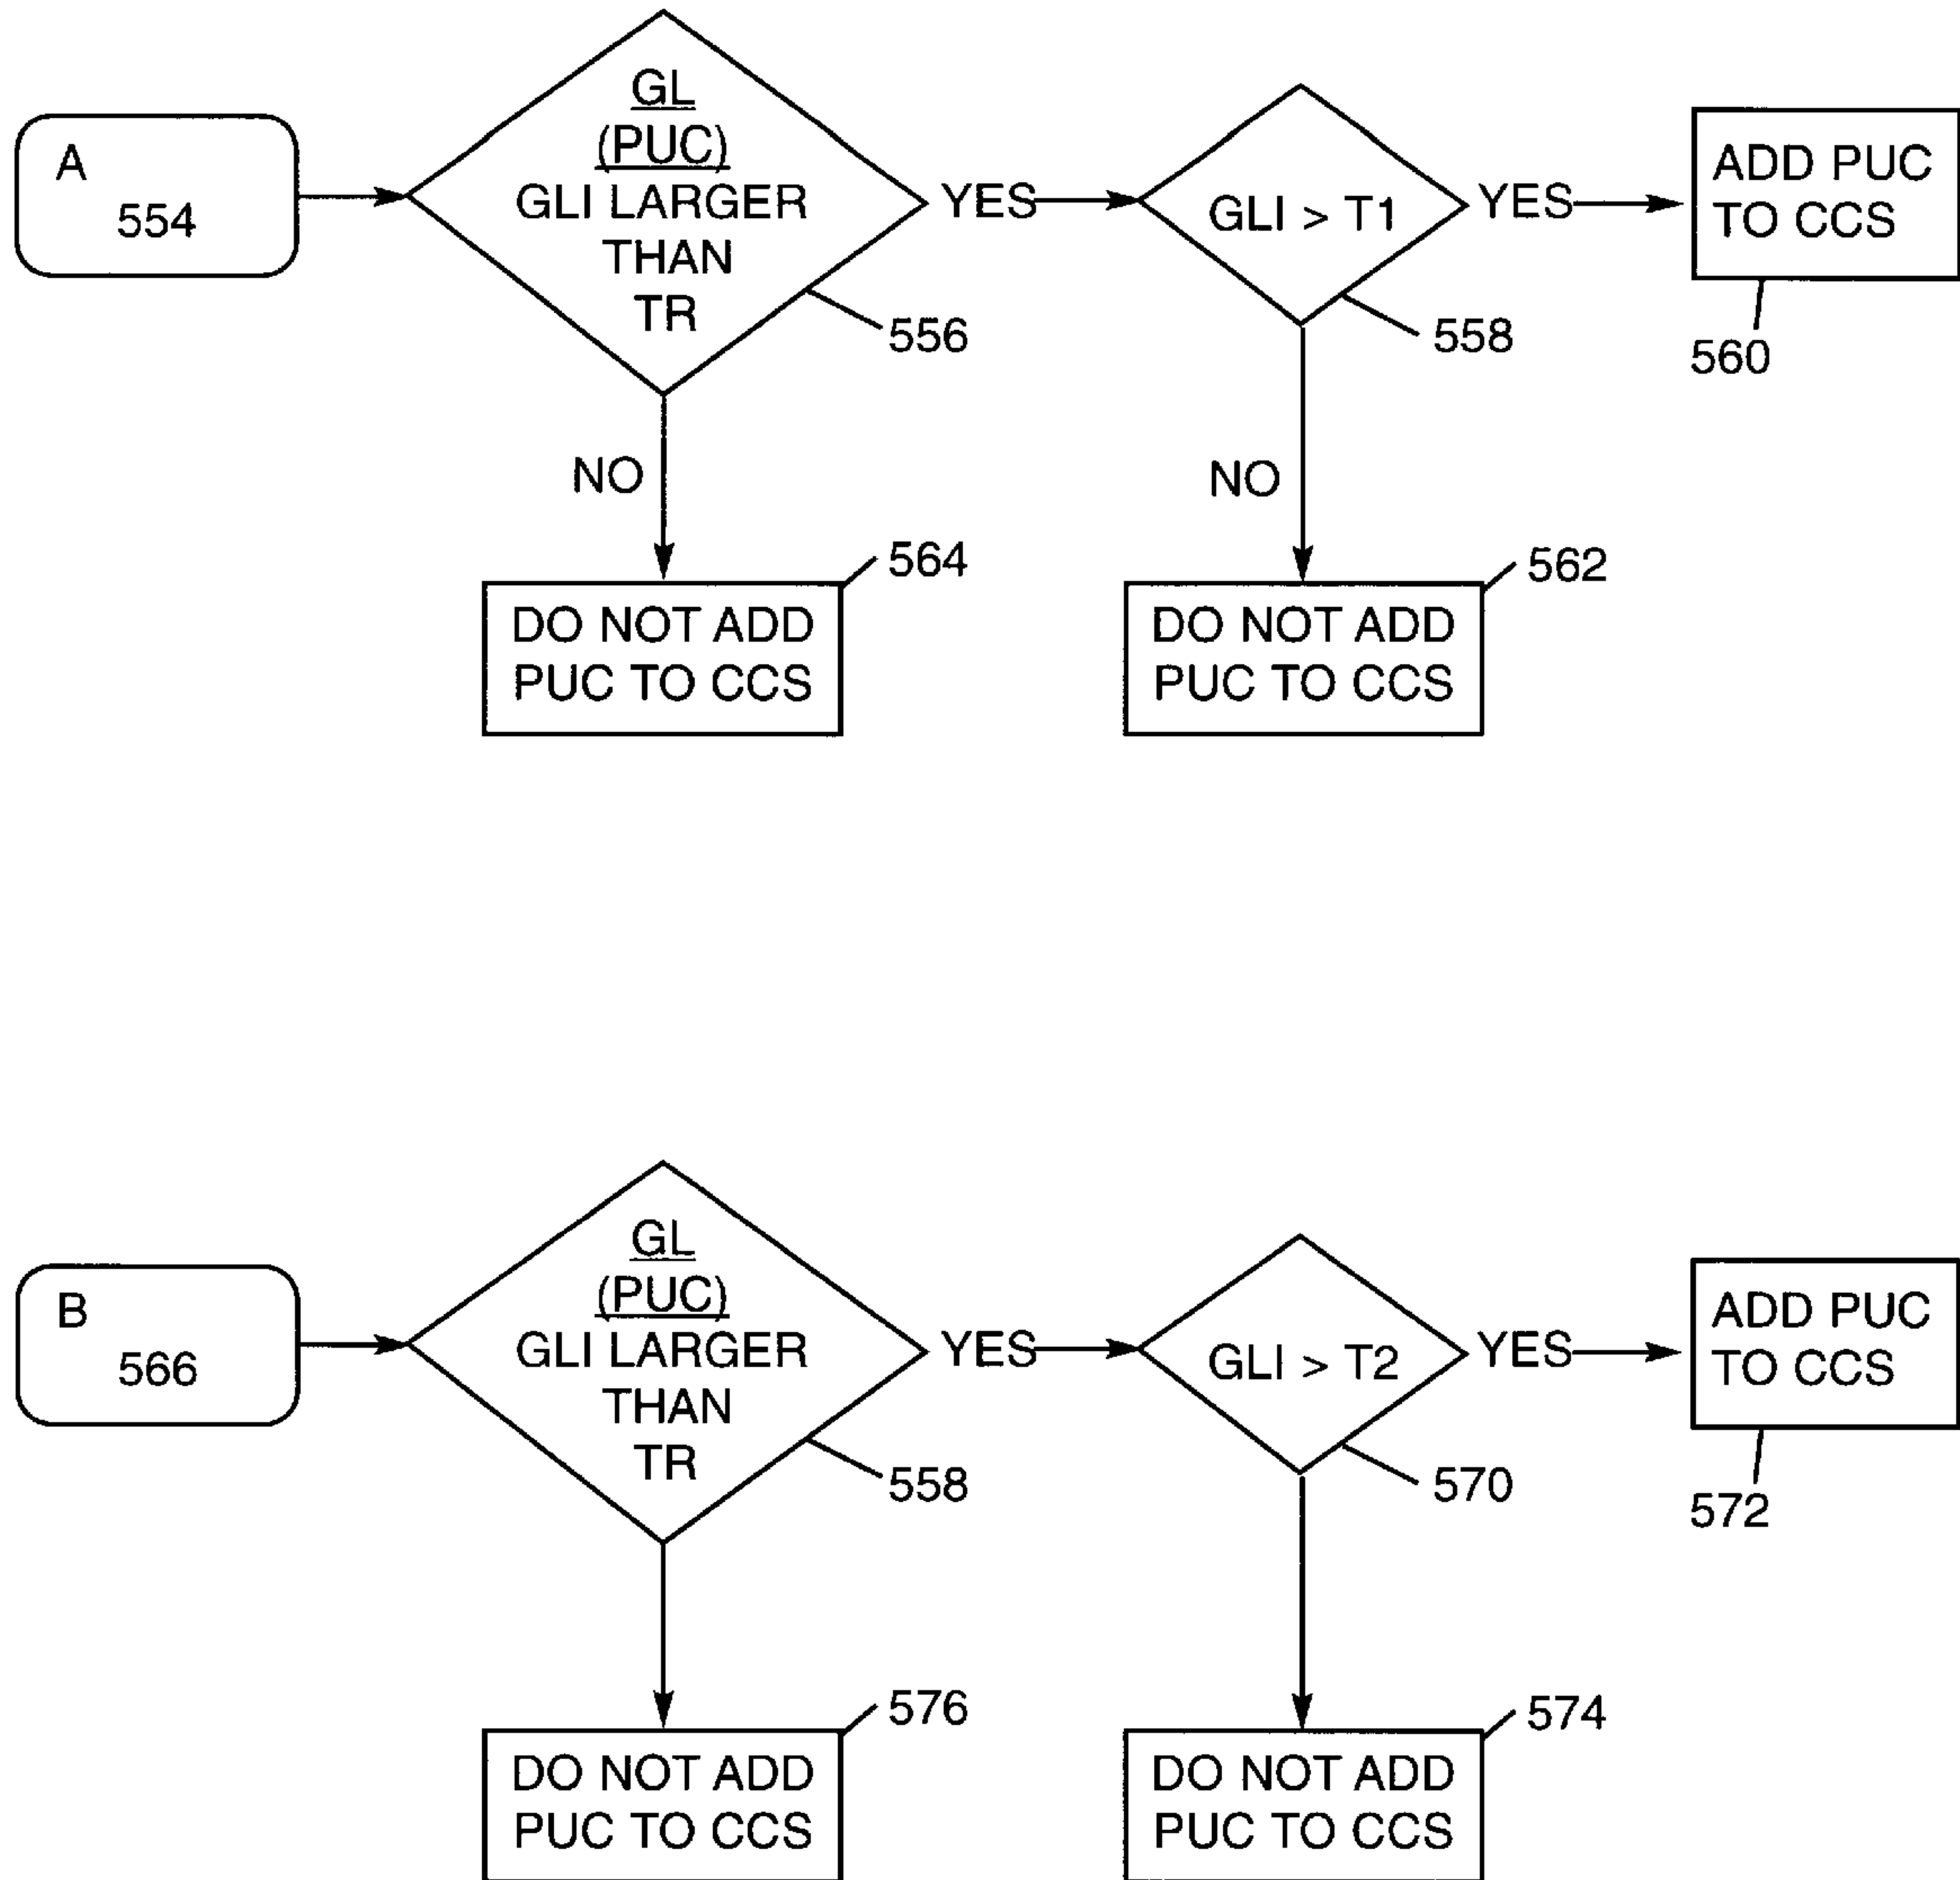 A
554
GL
(PUC)
GLI LARGER
THAN
TR
556
YES
GLI > T1
558
YES
ADD PUC
TO CCS
560
NO
NO
564
DO NOT ADD
PUC TO CCS
562
DO NOT ADD
PUC TO CCS
B
566
GL
(PUC)
GLI LARGER
THAN
TR
558
YES
GLI > T2
570
YES
ADD PUC
TO CCS
572
576
DO NOT ADD
PUC TO CCS
574
DO NOT ADD
PUC TO CCS